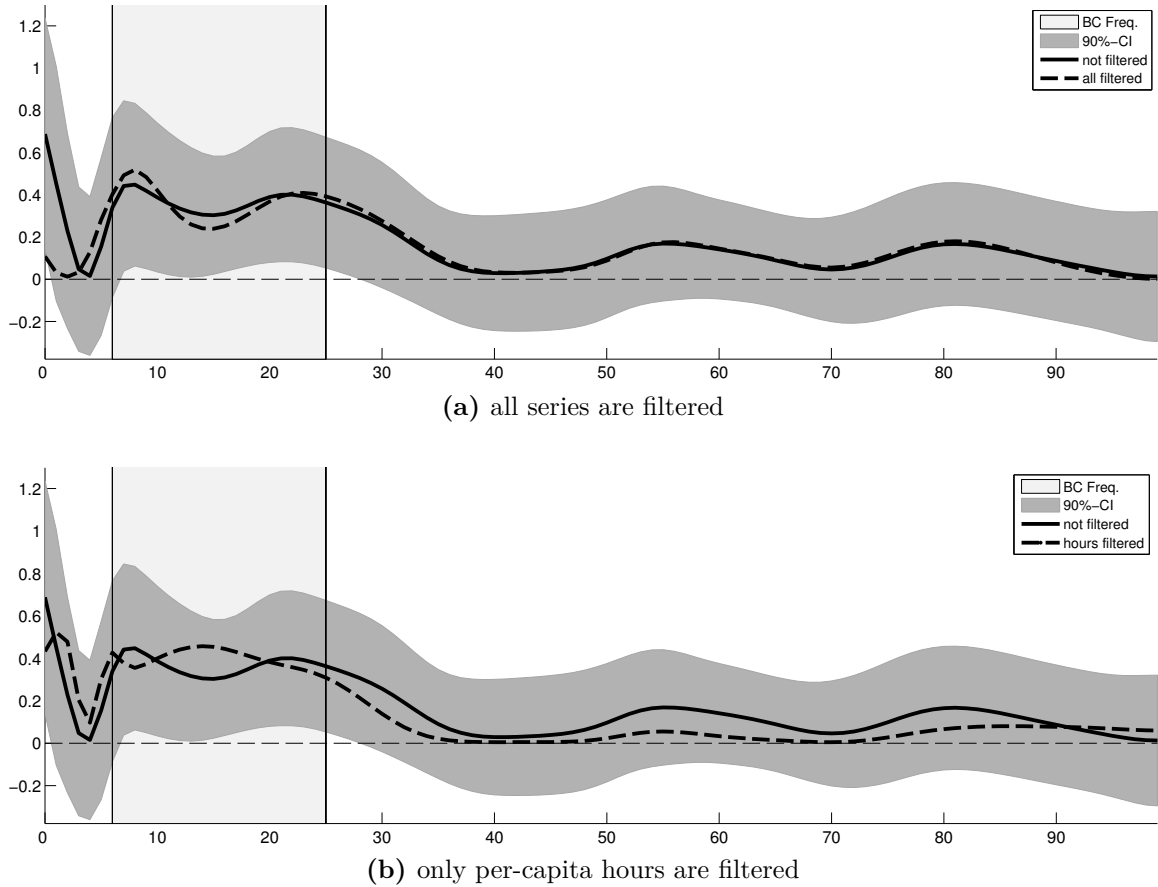 1.2
1
0.8
0.6
0.4
0.2
0
−0.2
BC Freq.
90%−CI
not filtered
all filtered
0 10 20 30 40 50 60 70 80 90
(a) all series are filtered
1.2
1
0.8
0.6
0.4
0.2
0
−0.2
BC Freq.
90%−CI
not filtered
hours filtered
0 10 20 30 40 50 60 70 80 90
(b) only per-capita hours are filtered